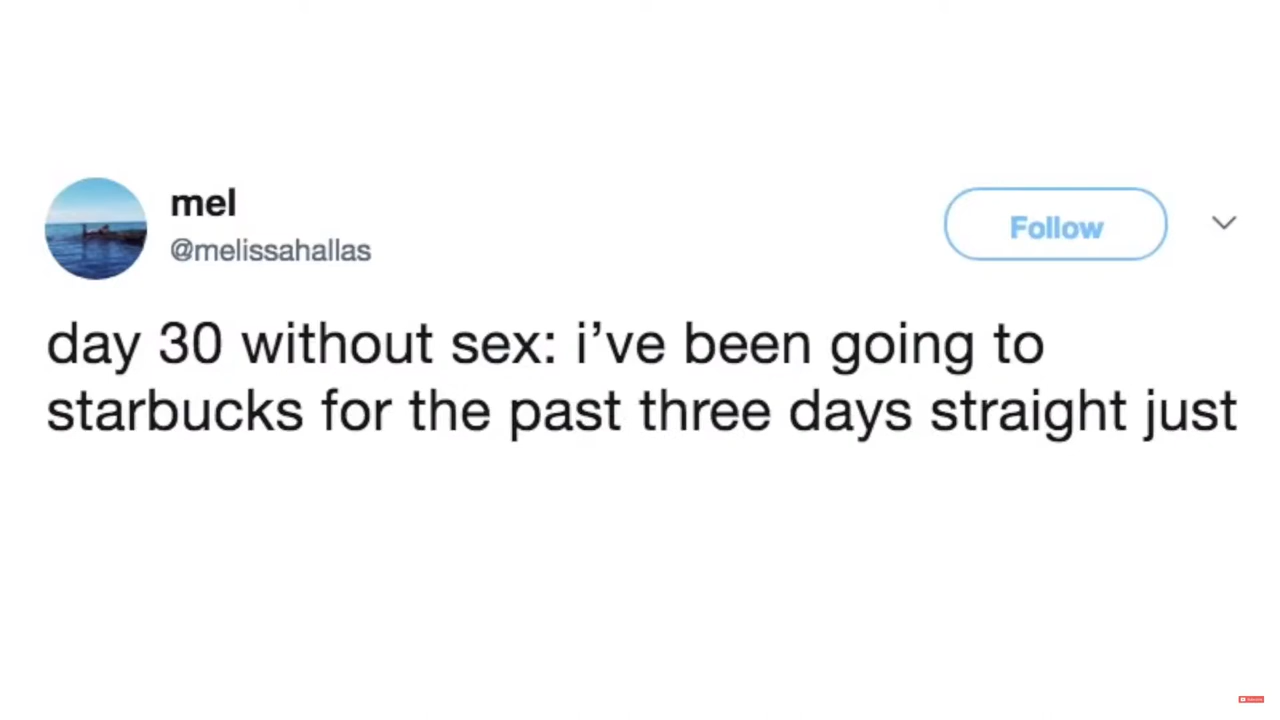 mel
@melissahallas
Follow
day 30 without sex: i’ve been going to
starbucks for the past three days straight just